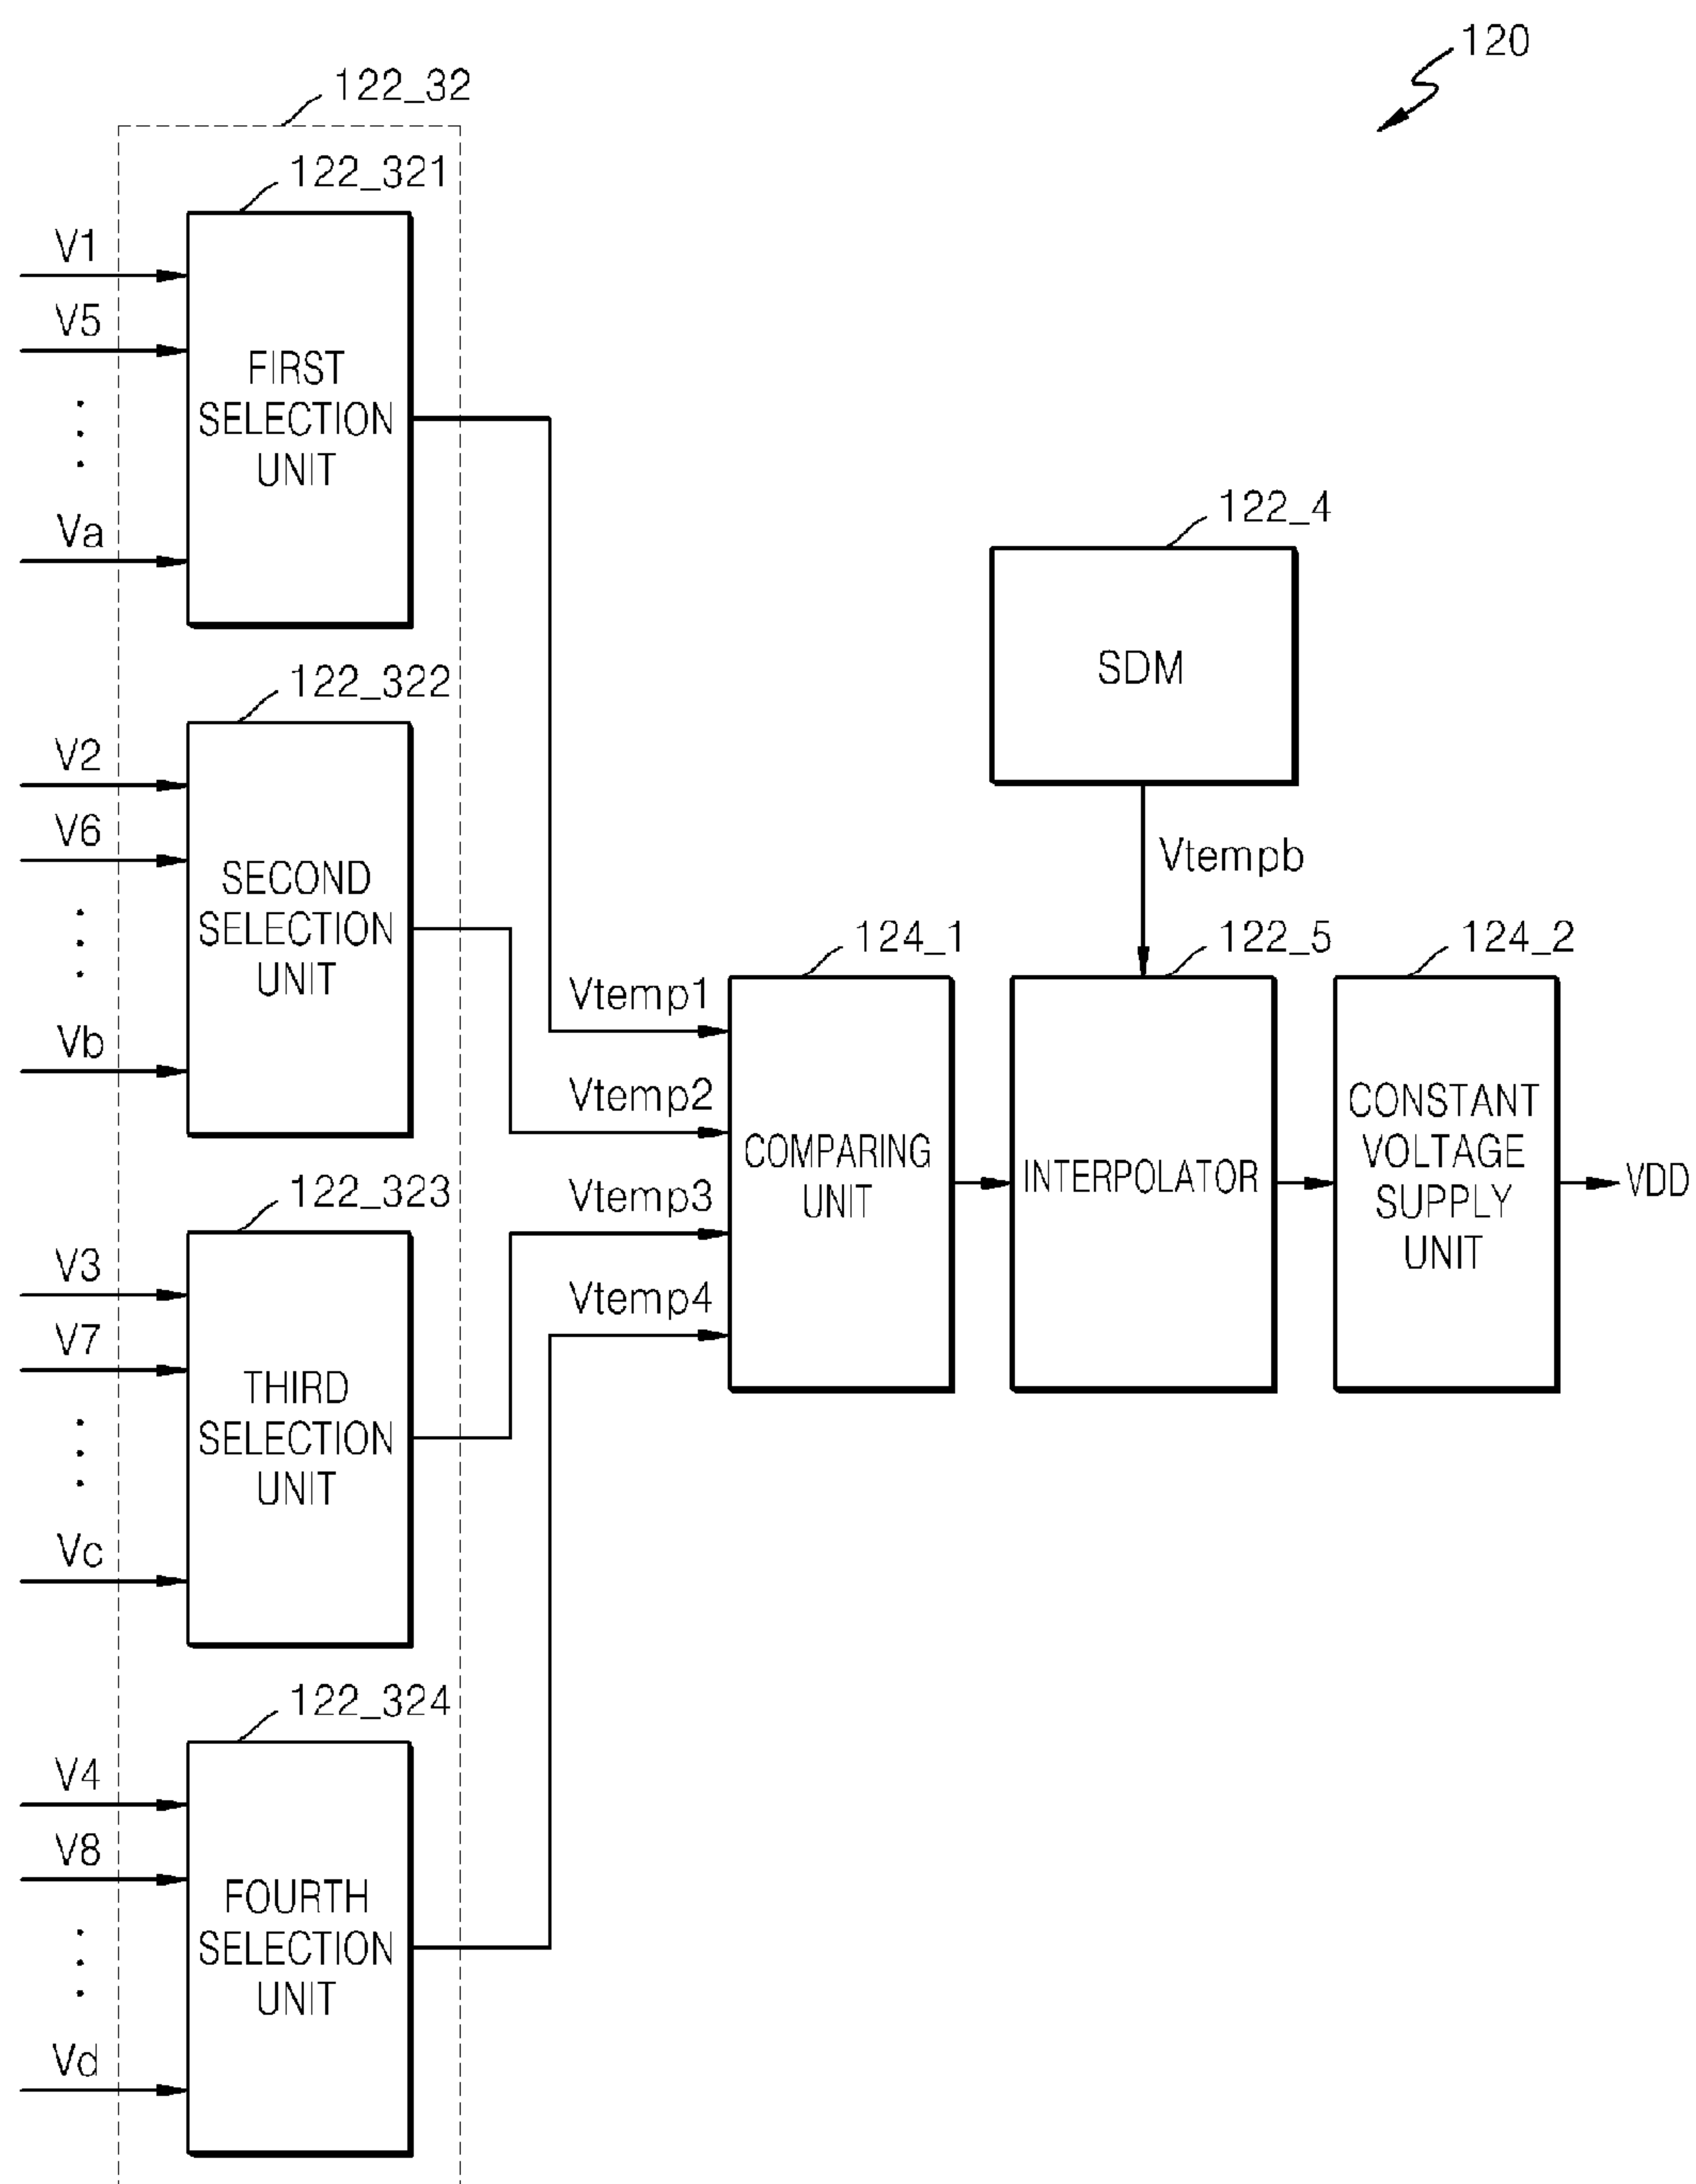 120
122_32
122_321
V1
V5
Va
FIRST
SELECTION
UNIT
122_322
V2
V6
Vb
SECOND
SELECTION
UNIT
122_323
V3
V7
Vc
THIRD
SELECTION
UNIT
122_324
V4
V8
Vd
FOURTH
SELECTION
UNIT
Vtemp1
Vtemp2
Vtemp3
Vtemp4
124_1
COMPARING
UNIT
122_4
SDM
Vtempb
122_5
INTERPOLATOR
124_2
CONSTANT
VOLTAGE
SUPPLY
UNIT
VDD